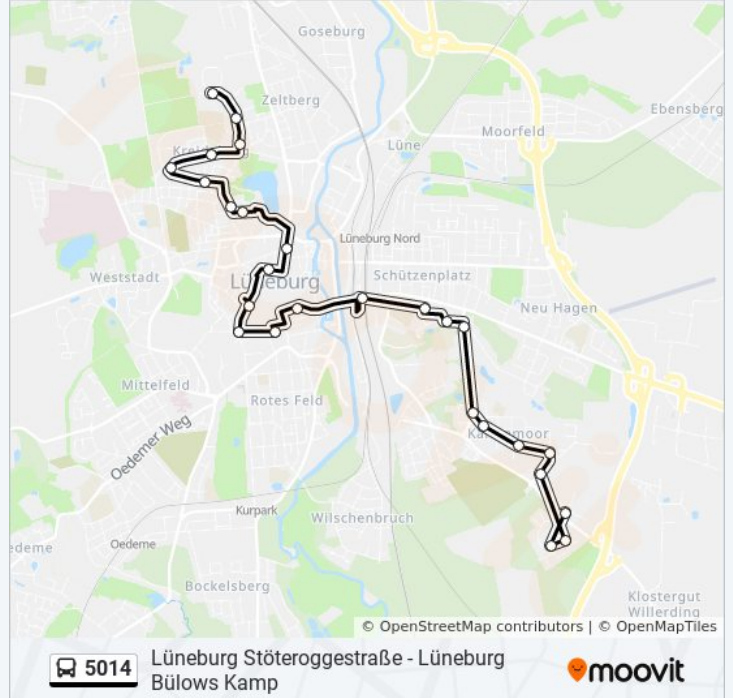 Goseburg
Zeltberg
Ebensberg
Moorfeld
Lüne
Lüneburg Nord
Schützenplatz
Weststadt
Lüneburg
Neu Hagen
Mittelfeld
Rotes Feld
Oedemer Weg
Kurpark
Wilschenbruch
Oedeme
Bockelsberg
Klostergut
Willerding
© OpenStreetMap contributors | © OpenMapTiles
5014
Lüneburg Stöteroggestraße - Lüneburg
Bülows Kamp
moovit